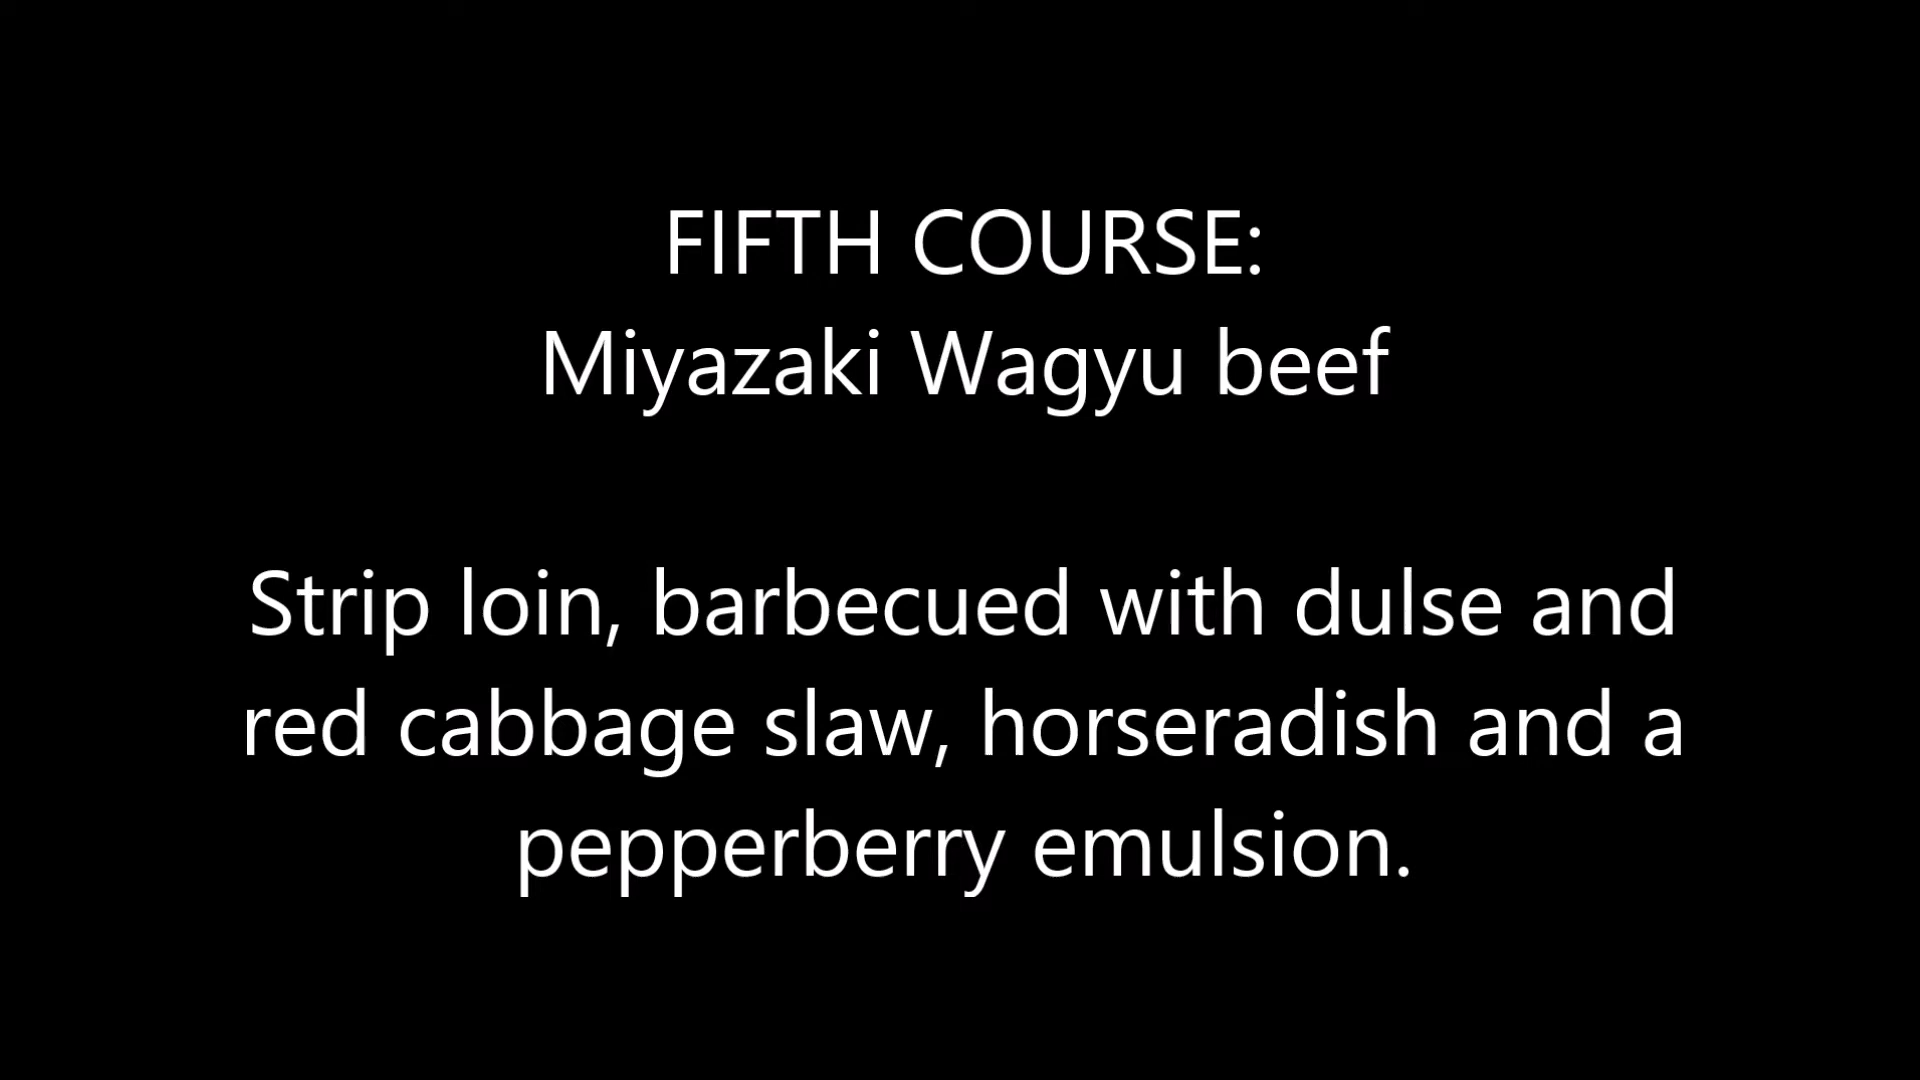 FIFTH COURSE:
Miyazaki Wagyu beef
Strip loin, barbecued with dulse and
red cabbage slaw, horseradish and a
pepperberry emulsion.